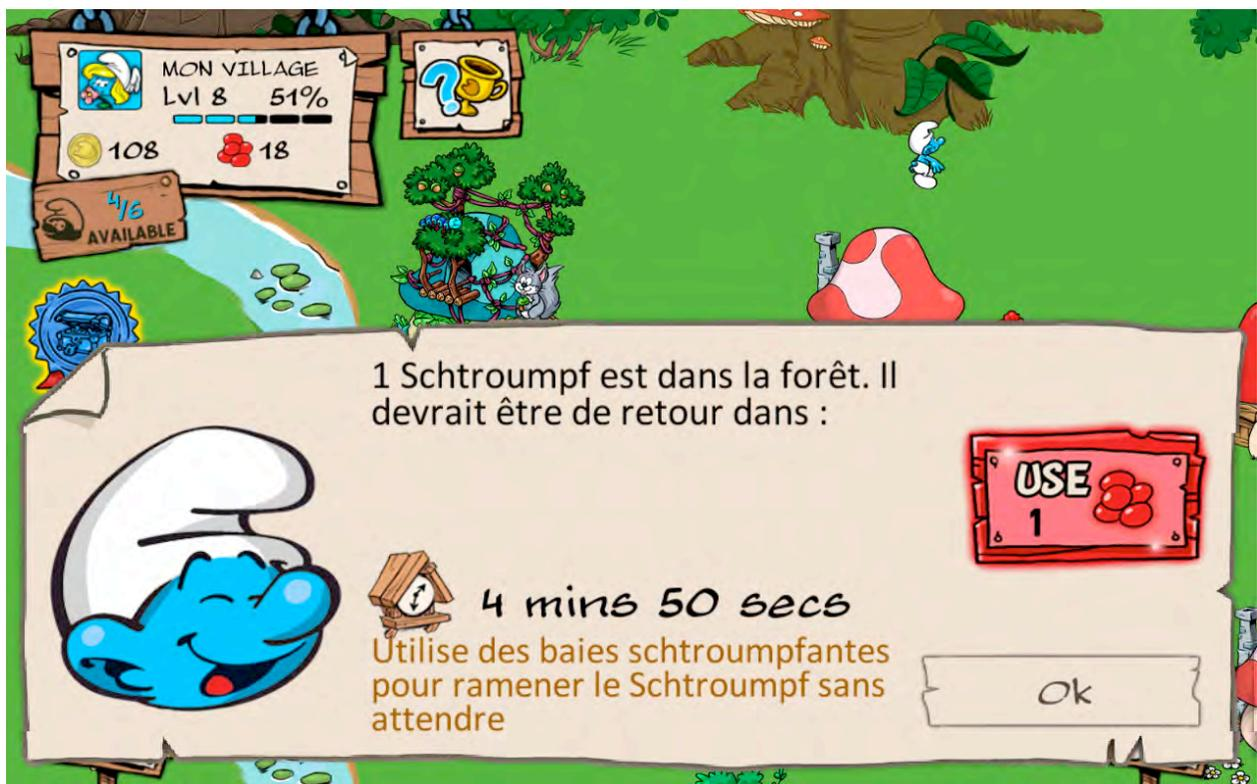 MON VILLAGE
Lvl 8 51%
108 18
4/6
AVAILABLE
?
1 Schtroumpf est dans la forêt. Il
devrait être de retour dans :
USE
1
4 mins 50 secs
Utilise des baies schtroumpfantes
pour ramener le Schtroumpf sans
attendre
Ok